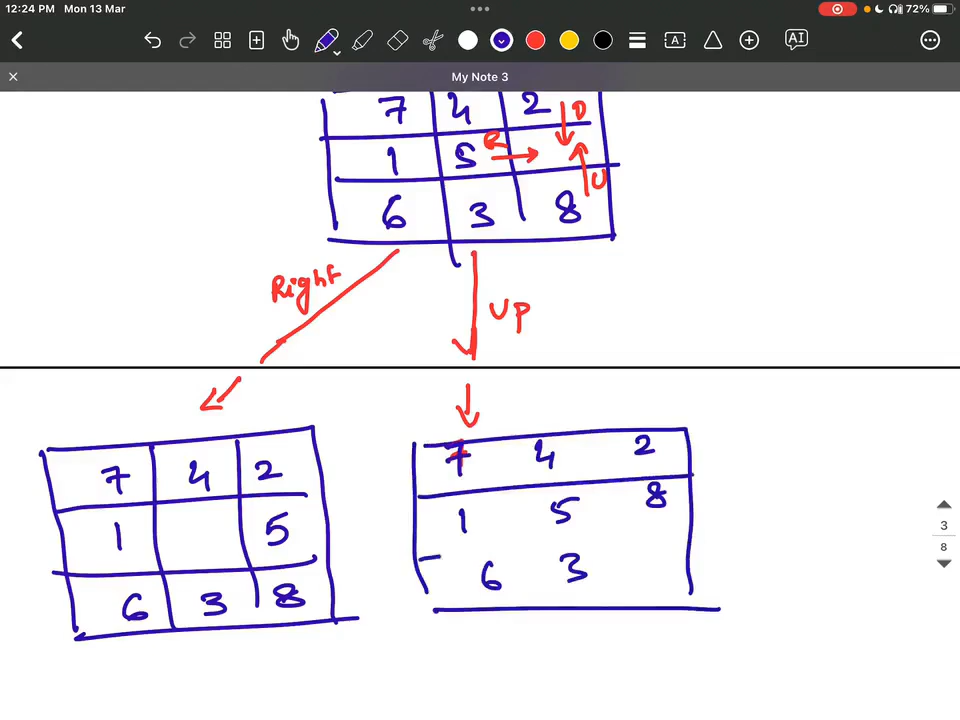 12:24 PM Mon 13 Mar
72%
A
AI
My Note 3
7 4 2 D
1 5 R
U
6 3 8
Right
UP
7 4 2
1 5
6 3 8
7 4 2
1 5 8
6 3
3
8